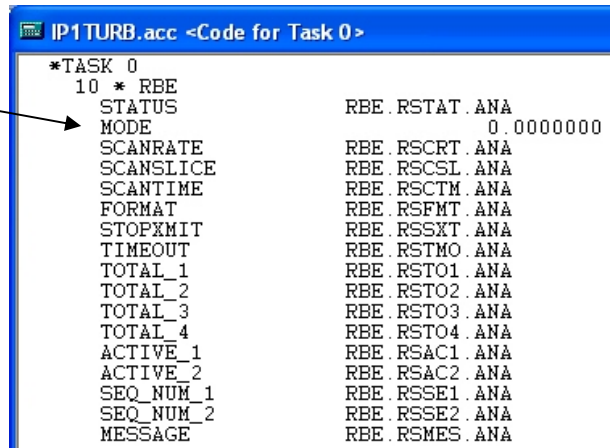 IP1TURB.acc <Code for Task 0>
*TASK 0
10 * RBE
STATUS RBE.RSTAT.ANA
MODE 0.0000000
SCANRATE RBE.RSCRT.ANA
SCANSLICE RBE.RSCSL.ANA
SCANTIME RBE.RSCTM.ANA
FORMAT RBE.RSFMT.ANA
STOPXMIT RBE.RSSXT.ANA
TIMEOUT RBE.RSTMO.ANA
TOTAL_1 RBE.RSTO1.ANA
TOTAL_2 RBE.RSTO2.ANA
TOTAL_3 RBE.RSTO3.ANA
TOTAL_4 RBE.RSTO4.ANA
ACTIVE_1 RBE.RSAC1.ANA
ACTIVE_2 RBE.RSAC2.ANA
SEQ_NUM_1 RBE.RSSE1.ANA
SEQ_NUM_2 RBE.RSSE2.ANA
MESSAGE RBE.RSMES.ANA